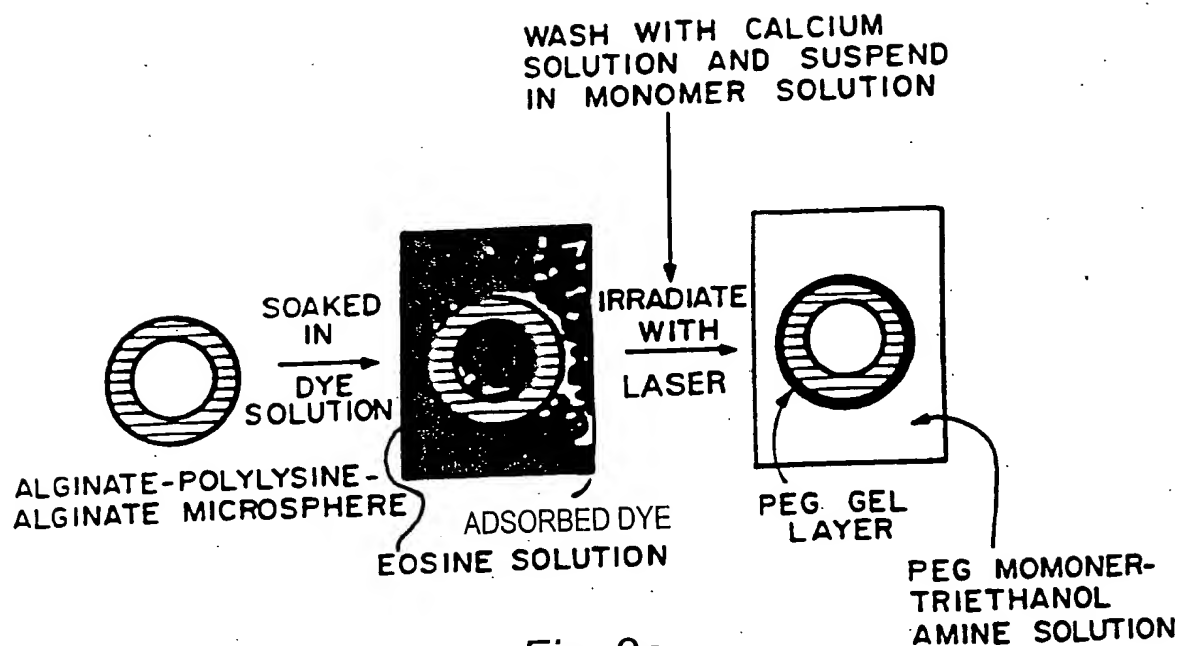 WASH WITH CALCIUM
SOLUTION AND SUSPEND
IN MONOMER SOLUTION
SOAKED
IN
DYE
SOLUTION
IRRADIATE
WITH
LASER
ALGINATE-POLYLYSINE-
ALGINATE MICROSPHERE
ADSORBED DYE
EOSINE SOLUTION
PEG GEL
LAYER
PEG MOMONER-
TRIETHANOL
AMINE SOLUTION